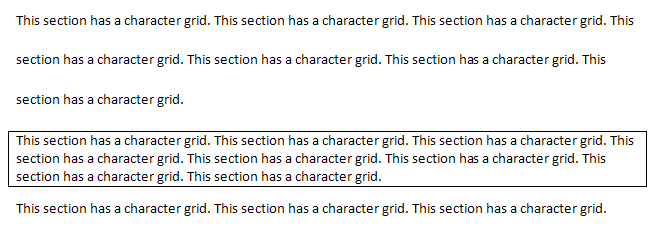 This section has a character grid. This section has a character grid. This section has a character grid. This
section has a character grid. This section has a character grid. This section has a character grid. This
section has a character grid.
This section has a character grid. This section has a character grid. This section has a character grid. This
section has a character grid. This section has a character grid. This section has a character grid. This
section has a character grid. This section has a character grid.
This section has a character grid. This section has a character grid. This section has a character grid.